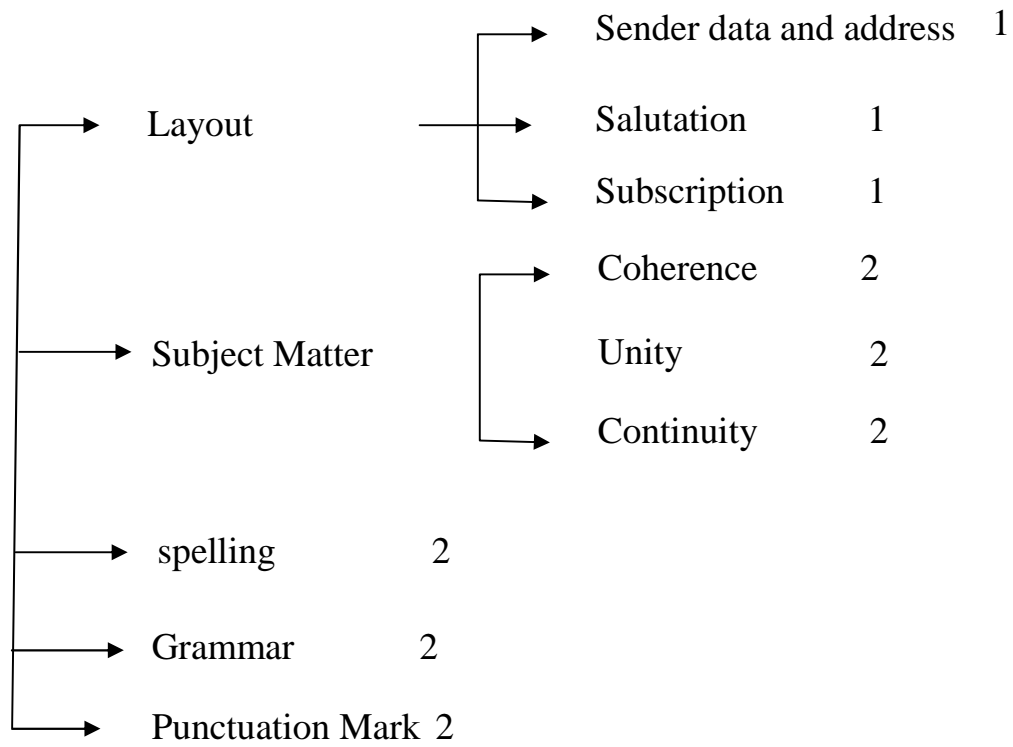 Sender data and address 1
Layout
Salutation 1
Subscription 1
Coherence 2
Subject Matter
Unity 2
Continuity 2
spelling 2
Grammar 2
Punctuation Mark 2